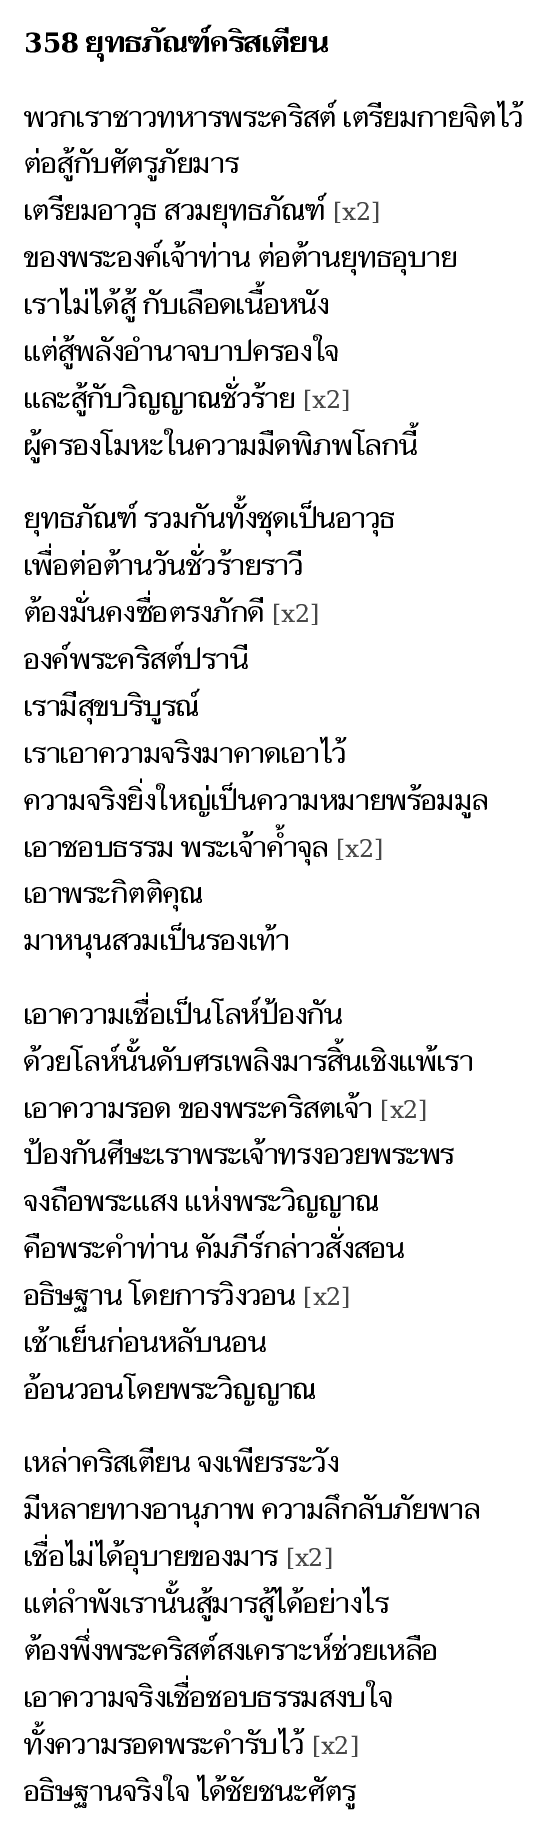 358 ยุทธภัณฑ์คริสเตียน
พวกเราชาวทหารพระคริสต์ เตรียมกายจิตไว้
ต่อสู้กับศัตรูภัยมาร
เตรียมอาวุธ สวมยุทธภัณฑ์ [x2]
ของพระองค์เจ้าท่าน ต่อต้านยุทธอุบาย
เราไม่ได้สู้ กับเลือดเนื้อหนัง
แต่สู้พลังอำนาจบาปครองใจ
และสู้กับวิญญาณชั่วร้าย [x2]
ผู้ครองโมหะในความมืดพิภพโลกนี้
ยุทธภัณฑ์ รวมกันทั้งชุดเป็นอาวุธ
เพื่อต่อต้านวันชั่วร้ายราวี
ต้องมั่นคงซื่อตรงภักดี [x2]
องค์พระคริสต์ปรานี
เรามีสุขบริบูรณ์
เราเอาความจริงมาคาดเอาไว้
ความจริงยิ่งใหญ่เป็นความหมายพร้อมมูล
เอาชอบธรรม พระเจ้าค้ำจุล [x2]
เอาพระกิตติคุณ
มาหนุนสวมเป็นรองเท้า
เอาความเชื่อเป็นโลห์ป้องกัน
ด้วยโลห์นั้นดับศรเพลิงมารสิ้นเชิงแพ้เรา
เอาความรอด ของพระคริสตเจ้า [x2]
ป้องกันศีษะเราพระเจ้าทรงอวยพระพร
จงถือพระแสง แห่งพระวิญญาณ
คือพระคำท่าน คัมภีร์กล่าวสั่งสอน
อธิษฐาน โดยการวิงวอน [x2]
เช้าเย็นก่อนหลับนอน
อ้อนวอนโดยพระวิญญาณ
เหล่าคริสเตียน จงเพียรระวัง
มีหลายทางอานุภาพ ความลึกลับภัยพาล
เชื่อไม่ได้อุบายของมาร [x2]
แต่ลำพังเรานั้นสู้มารสู้ได้อย่างไร
ต้องพึ่งพระคริสต์สงเคราะห์ช่วยเหลือ
เอาความจริงเชื่อชอบธรรมสงบใจ
ทั้งความรอดพระคำรับไว้ [x2]
อธิษฐานจริงใจ ได้ชัยชนะศัตรู